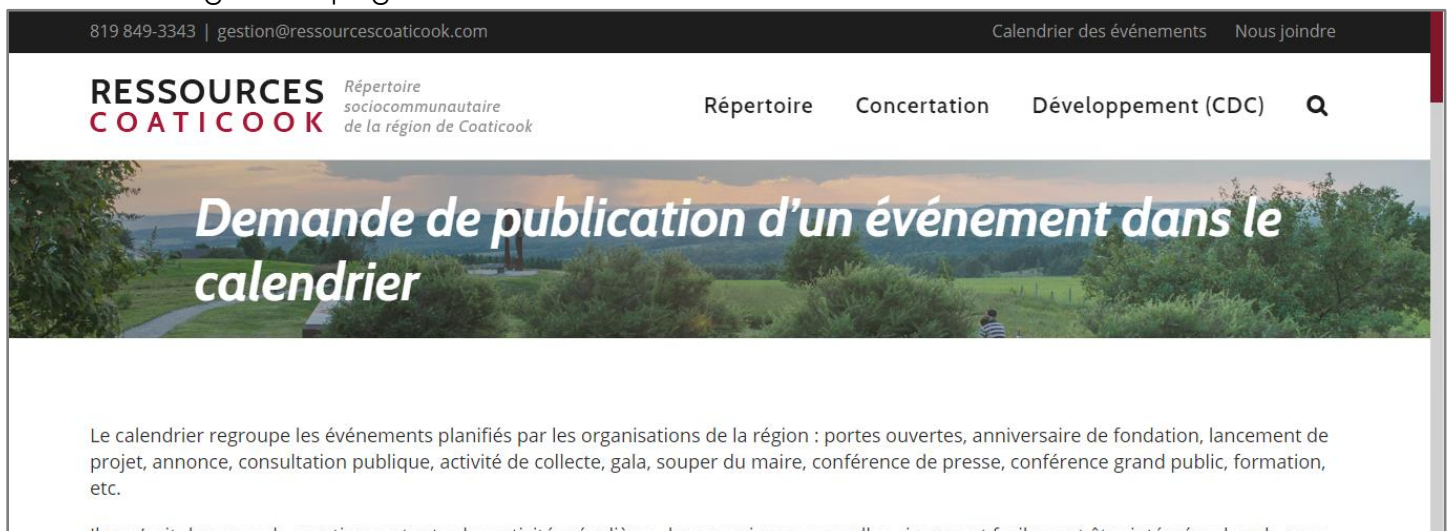 819 849-3343 | gestion@ressourcescoaticook.com
Calendrier des événements Nous joindre
RESSOURCES
COATICOOK
Répertoire
sociocommunautaire
de la région de Coaticook
Répertoire Concertation Développement (CDC)
Demande de publication d'un événement dans le
calendrier
Le calendrier regroupe les événements planifiés par les organisations de la région : portes ouvertes, anniversaire de fondation, lancement de
projet, annonce, consultation publique, activité de collecte, gala, souper du maire, conférence de presse, conférence grand public, formation,
etc.